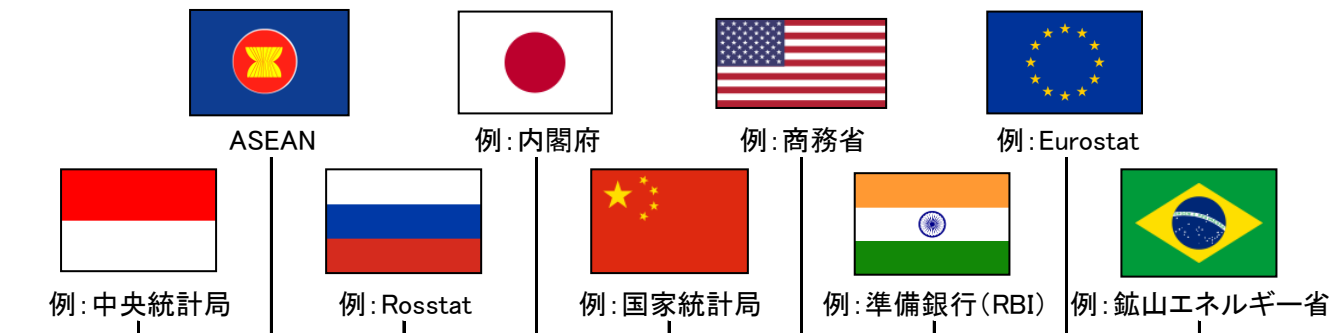 ASEAN
例：内閣府
例：商務省
例：Eurostat
例：中央統計局
例：Rosstat
例：国家統計局
例：準備銀行（RBI）
例：鉱山エネルギー省